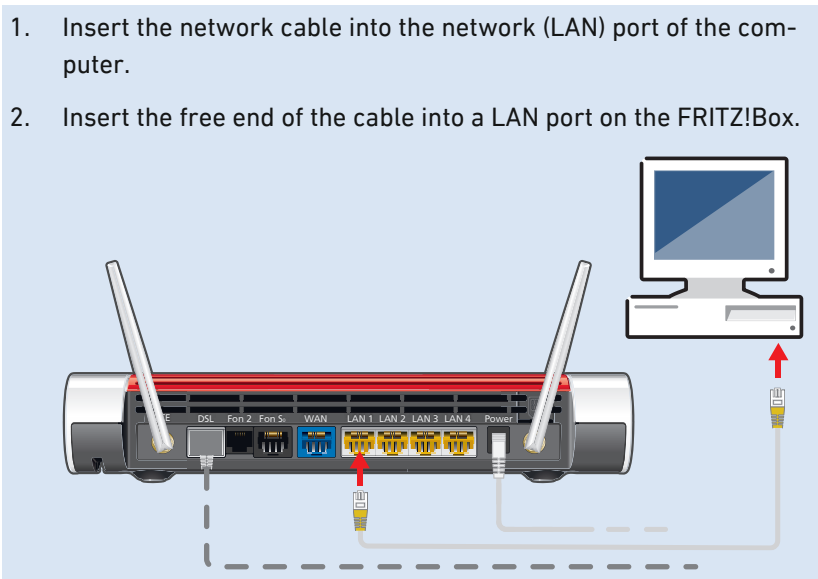 1. Insert the network cable into the network (LAN) port of the com-
puter.
2. Insert the free end of the cable into a LAN port on the FRITZ!Box.
DSL Fon 2 Fon S₀ WAN LAN 1 LAN 2 LAN 3 LAN 4 Power